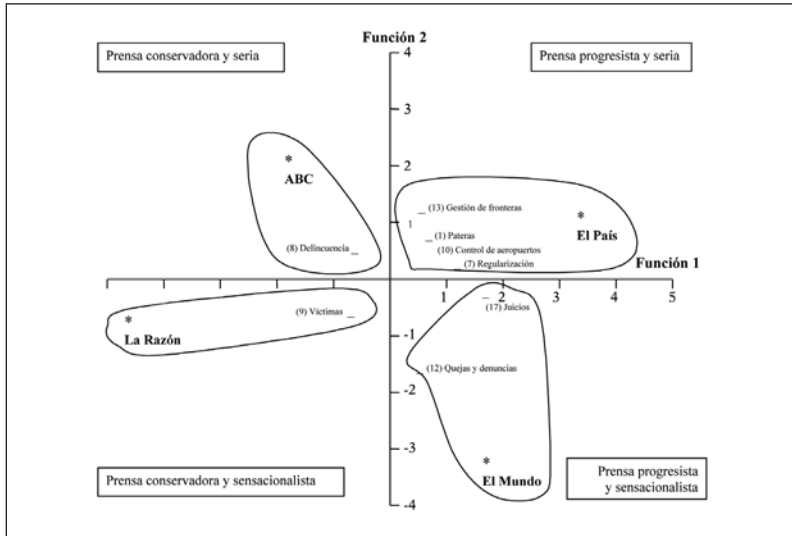 Función 2
Prensa conservadora y seria
Prensa progresista y seria
4
3
2
1
*
ABC
(8) Delincuencia
(13) Gestión de fronteras
(1) Pateras
(10) Control de aeropuertos
(7) Regularización
*
El País
Función 1
1 2 3 4 5
*
La Razón
(9) Víctimas
(17) Juicios
(12) Quejas y denuncias
-1
-2
-3
-4
*
El Mundo
Prensa conservadora y sensacionalista
Prensa progresista
y sensacionalista